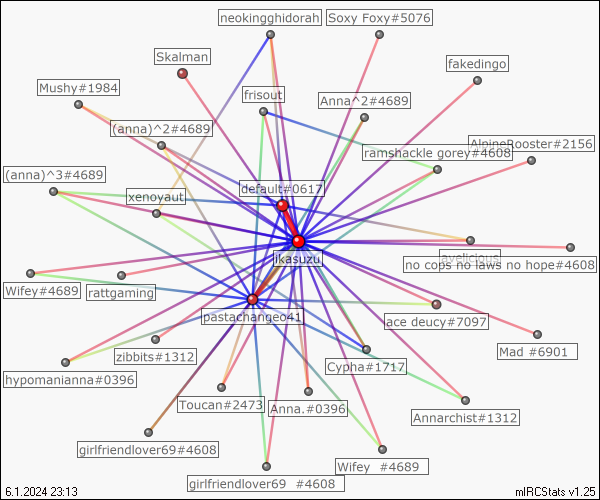 neokingghidorah
Soxy Foxy#5076
Skalman
fakedingo
Mushy#1984
frisout
Anna^2#4689
(anna)^2#4689
AlpineRooster#2156
ramshackle gorey#4608
(anna)^3#4689
default#0617
xenoyaut
ikasuzu
ayelicious
no cops no laws no hope#4608
Wifey#4689
rattgaming
pastachange041
ace deucy#7097
zibbits#1312
Cypha#1717
Mad #6901
hypomanianna#0396
Toucan#2473
Anna.#0396
Annarchist#1312
girlfriendlover69#4608
Wifey #4689
girlfriendlover69 #4608
6.1.2024 23:13
mIRCStats v1.25